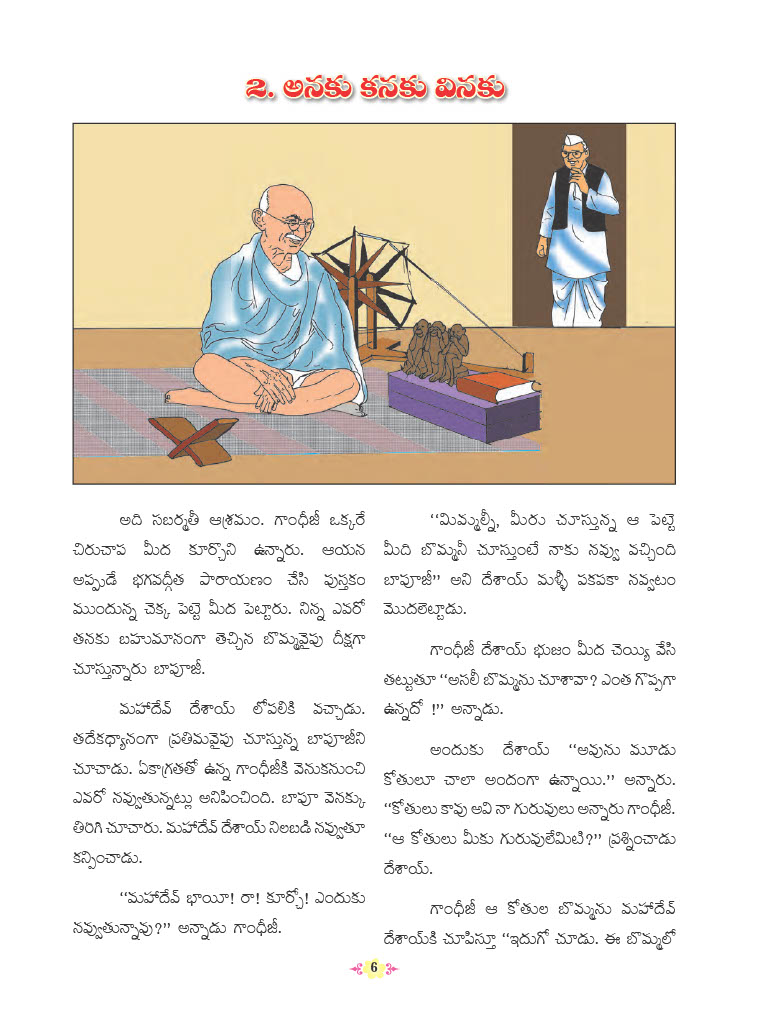 2. అనకు కనకు వినకు
అది సబర్మతీ ఆశ్రమం. గాంధీజీ ఒక్కరే
చిరుచాప మీద కూర్చొని ఉన్నారు. ఆయన
అప్పుడే భగవద్గీత పారాయణం చేసి పుస్తకం
ముందున్న చెక్క పెట్టె మీద పెట్టారు. నిన్న ఎవరో
తనకు బహుమానంగా తెచ్చిన బొమ్మవైపు దీక్షగా
చూస్తున్నారు బాపూజీ.
మహాదేవ్ దేశాయ్ లోపలికి వచ్చాడు.
తదేకధ్యానంగా ప్రతిమవైపు చూస్తున్న బాపూజీని
చూచాడు. ఏకాగ్రతతో ఉన్న గాంధీజీకి వెనుకనుంచి
ఎవరో నవ్వుతున్నట్లు అనిపించింది. బాపూ వెనక్కు
తిరిగి చూచారు. మహాదేవ్ దేశాయ్ నిలబడి నవ్వుతూ
కన్పించాడు.
‘‘మహాదేవ్ భాయీ! రా! కూర్చో! ఎందుకు
నవ్వుతున్నావు?’’ అన్నాడు గాంధీజీ.
‘‘మిమ్మల్నీ, మీరు చూస్తున్న ఆ పెట్టె
మీది బొమ్మనీ చూస్తుంటే నాకు నవ్వు వచ్చింది
బాపూజీ’’ అని దేశాయ్ మళ్ళీ పకపకా నవ్వటం
మొదలెట్టాడు.
గాంధీజీ దేశాయ్ భుజం మీద చెయ్యి వేసి
తట్టుతూ ‘‘అసలీ బొమ్మను చూశావా? ఎంత గొప్పగా
ఉన్నదో !’’ అన్నాడు.
అందుకు దేశాయ్ ‘‘అవును మూడు
కోతులూ చాలా అందంగా ఉన్నాయి.’’ అన్నారు.
‘‘కోతులు కావు అవి నా గురువులు అన్నారు గాంధీజీ.
‘‘ఆ కోతులు మీకు గురువులేమిటి?’’ ప్రశ్నించాడు
దేశాయ్.
గాంధీజీ ఆ కోతుల బొమ్మను మహాదేవ్
దేశాయ్‌కి చూపిస్తూ ‘‘ఇదుగో చూడు. ఈ బొమ్మలో
6